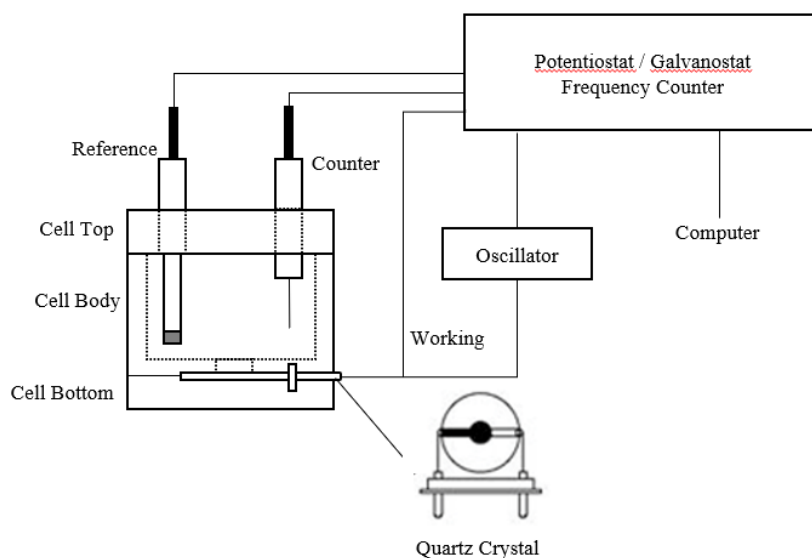 Potentiostat / Galvanostat
Frequency Counter
Reference
Counter
Cell Top
Computer
Oscillator
Cell Body
Working
Cell Bottom
Quartz Crystal